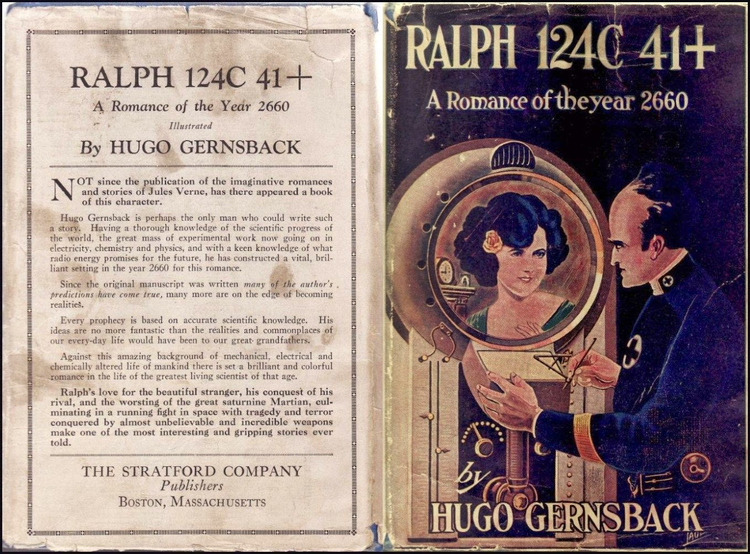 RALPH 124C 41+
A Romance of the Year 2660
Illustrated
By HUGO GERNSBACK
NOT since the publication of the imaginative romances
and stories of Jules Verne, has there appeared a book
of this character.
Hugo Gernsback is perhaps the only man who could write such
a story. Having a thorough knowledge of the scientific progress of
the world, the great mass of experimental work now going on in
electricity, chemistry and physics, and with a keen knowledge of what
radio energy promises for the future, he has constructed a vital, bril-
liant setting in the year 2660 for this romance.
Since the original manuscript was written many of the author's
predictions have come true, many more are on the edge of becoming
realities.
Every prophecy is based on accurate scientific knowledge. His
ideas are no more fantastic than the realities and commonplaces of
our every-day life would have been to our great grandfathers.
Against this amazing background of mechanical, electrical and
chemically altered life of mankind there is set a brilliant and colorful
romance in the life of the greatest living scientist of that age.
Ralph's love for the beautiful stranger, his conquest of his
rival, and the worsting of the great saturnine Martian, cul-
minating in a running fight in space with tragedy and terror
conquered by almost unbelievable and incredible weapons
make one of the most interesting and gripping stories ever
told.
THE STRATFORD COMPANY
Publishers
BOSTON, MASSACHUSETTS
RALPH 124C 41+
A Romance of the year 2660
by
HUGO GERNSBACK